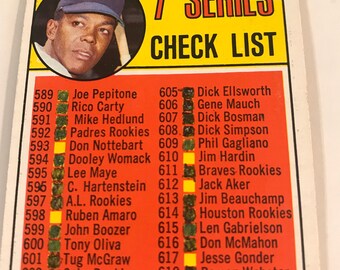 7 SERIES
CHECK LIST
589 Joe Pepitone
590 Rico Carty
591 Mike Hedlund
592 Padres Rookies
593 Don Nottebart
594 Dooley Womack
595 Lee Maye
596 C. Hartenstein
597 A.L. Rookies
598 Ruben Amaro
599 John Boozer
600 Tony Oliva
601 Tug McGraw
605 Dick Ellsworth
606 Gene Mauch
607 Dick Bosman
608 Dick Simpson
609 Phil Gagliano
610 Jim Hardin
611 Braves Rookies
612 Jack Aker
613 Jim Beauchamp
614 Houston Rookies
615 Len Gabrielson
616 Don McMahon
617 Jesse Gonder